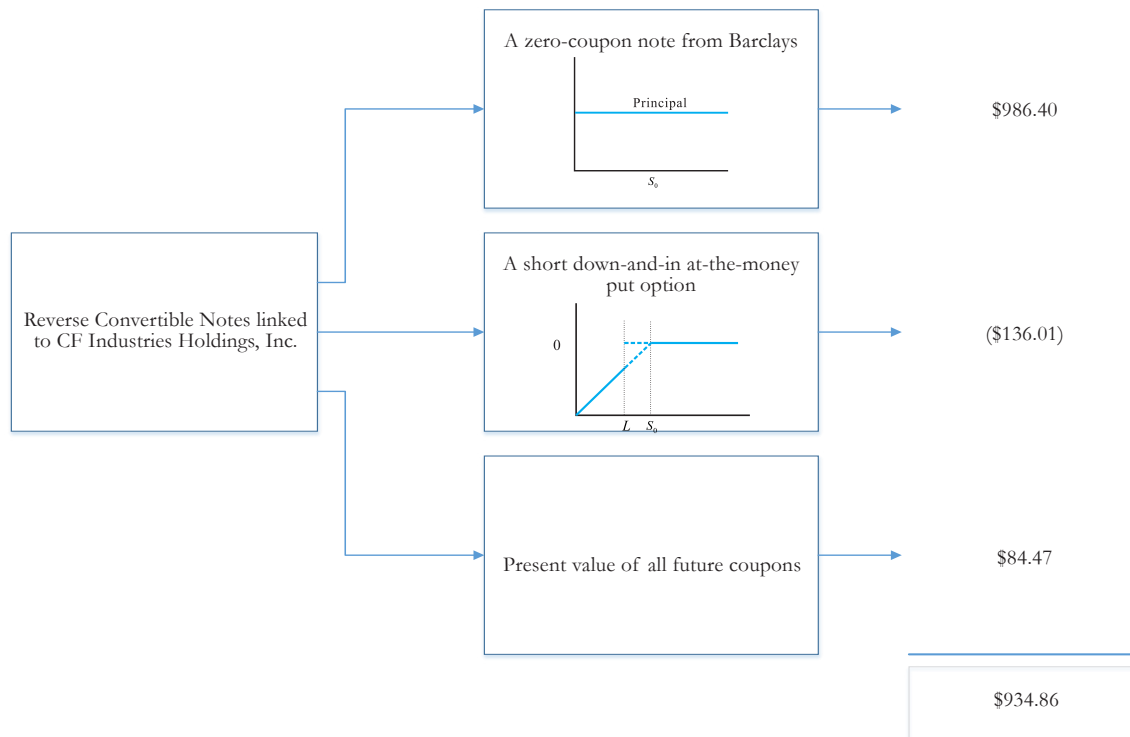 A zero-coupon note from Barclays
Principal
S₀
$986.40
Reverse Convertible Notes linked
to CF Industries Holdings, Inc.
A short down-and-in at-the-money
put option
0
L S₀
($136.01)
Present value of all future coupons
$84.47
$934.86